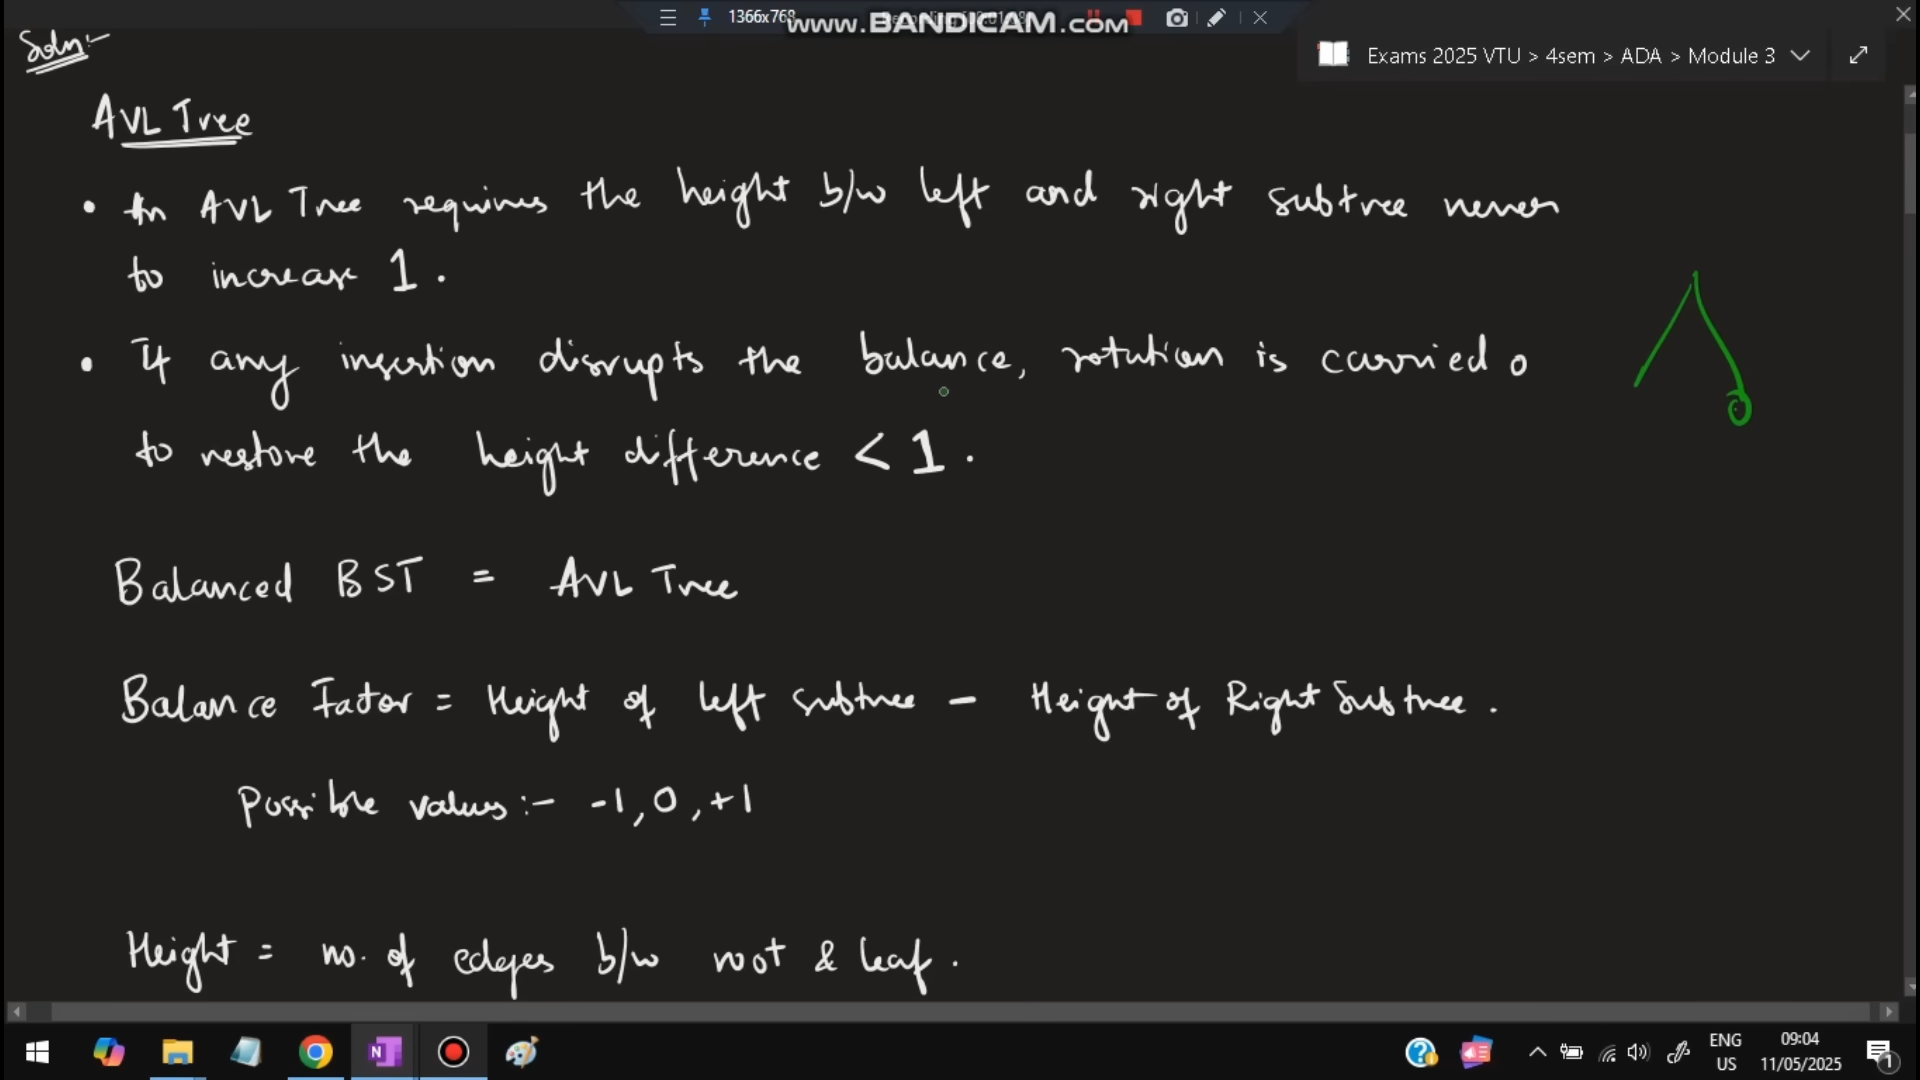 1366x768
www.BANDICAM.com
Soln:-
Exams 2025 VTU > 4sem > ADA > Module 3
AVL Tree
• An AVL Tree requires the height b/w left and right subtree never
to increase 1.
• If any insertion disrupts the balance, rotation is carried o
to restore the height difference < 1.
Balanced BST = AVL Tree
Balance Factor = Height of left subtree - Height of Right Subtree.
Possible values:- -1, 0, +1
Height = no. of edges b/w root & leaf.
ENG
US
09:04
11/05/2025
1